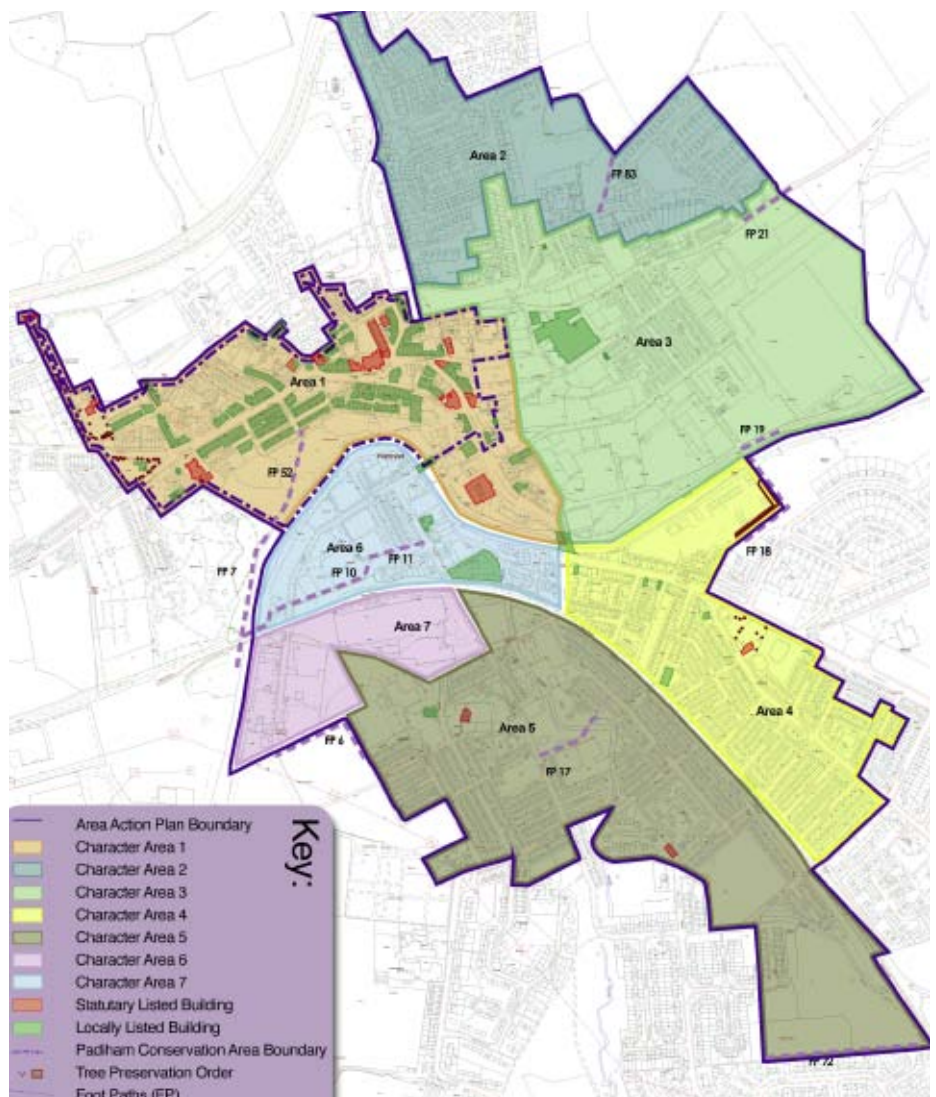 Area 2
FP 83
FP 21
Area 3
Area 1
FP 19
FP 52
FP 18
Area 6
FP 11
FP 7
FP 10
Area 7
Area 4
Area 5
FP 6
FP 17
FP 72
Key:
Area Action Plan Boundary
Character Area 1
Character Area 2
Character Area 3
Character Area 4
Character Area 5
Character Area 6
Character Area 7
Statutary Listed Building
Locally Listed Building
Padiham Conservation Area Boundary
Tree Preservation Order
Foot Paths (FP)